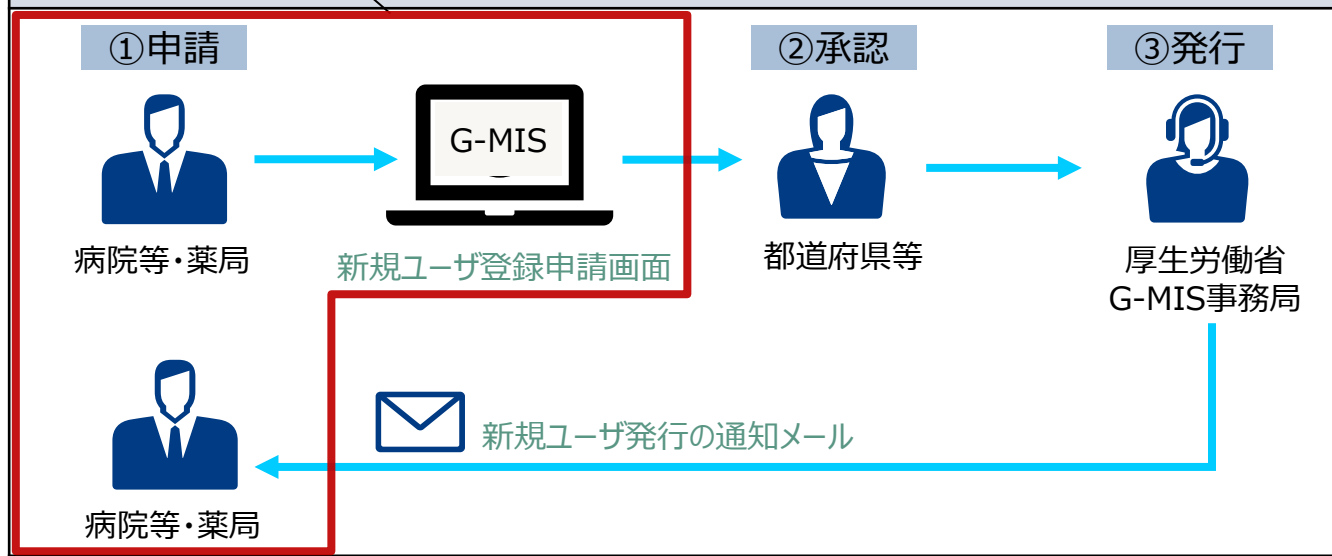 ①申請
②承認
③発行
G-MIS
病院等・薬局
新規ユーザ登録申請画面
都道府県等
厚生労働省
G-MIS事務局
新規ユーザ発行の通知メール
病院等・薬局